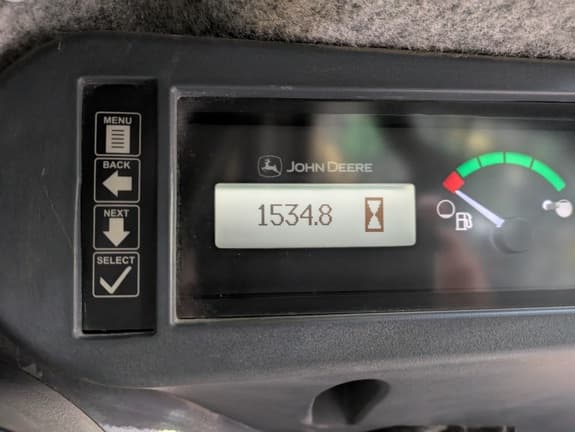 MENU
BACK
NEXT
SELECT
JOHN DEERE
1534.8